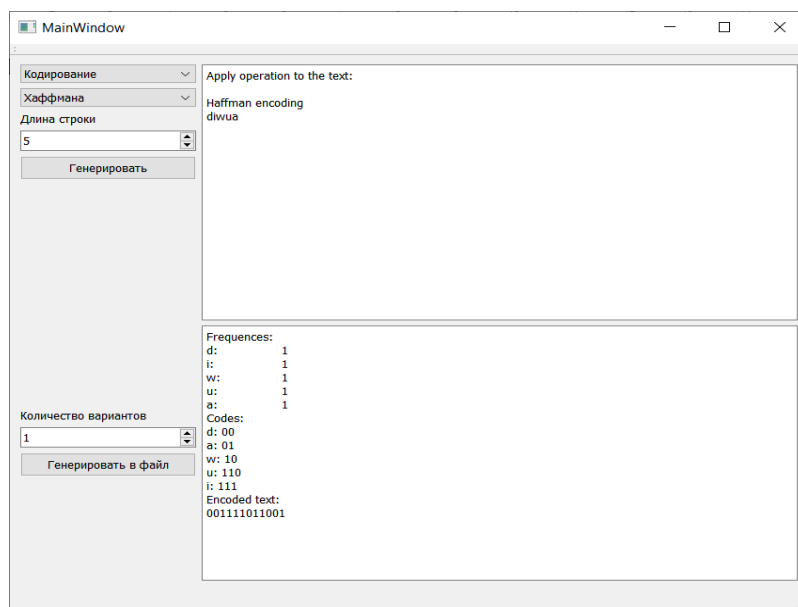 MainWindow
Кодирование
Хаффмана
Длина строки
5
Генерировать
Количество вариантов
1
Генерировать в файл
Apply operation to the text:
Haffman encoding
diwua
Frequences:
d: 1
i: 1
w: 1
u: 1
a: 1
Codes:
d: 00
a: 01
w: 10
u: 110
i: 111
Encoded text:
001111011001